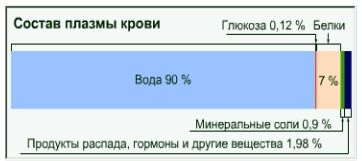 Состав плазмы крови
Глюкоза 0,12 % Белки
Вода 90 %
7 %
Минеральные соли 0,9 %
Продукты распада, гормоны и другие вещества 1,98 %